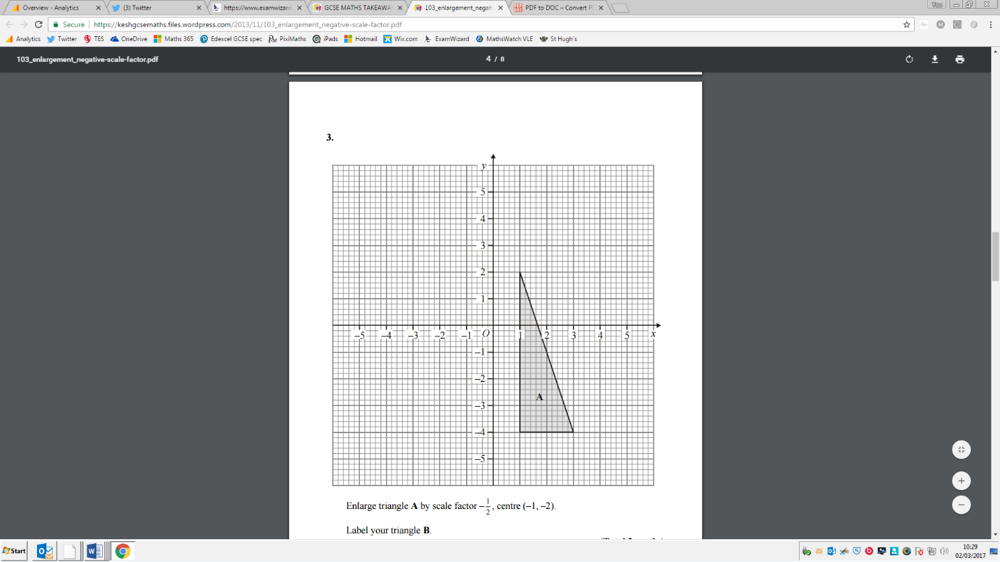 Overview - Analytics
(3) Twitter
https://www.examwizard
GCSE MATHS TAKEAWA
103_enlargement_negati
PDF to DOC – Convert P
You
Secure https://keshgcsemaths.files.wordpress.com/2013/11/103_enlargement_negative-scale-factor.pdf
Analytics Twitter TES OneDrive Maths 365 Edexcel GCSE spec PixiMaths iPads Hotmail Wix.com ExamWizard MathsWatch VLE St Hugh's
103_enlargement_negative-scale-factor.pdf
4 / 8
3.
y
5
4
3
2
1
–5 –4 –3 –2 –1 O 1 2 3 4 5 x
–1
–2
A
–3
–4
–5
Enlarge triangle A by scale factor –1/2, centre (–1, –2).
Label your triangle B.
Start
10:29
02/03/2017